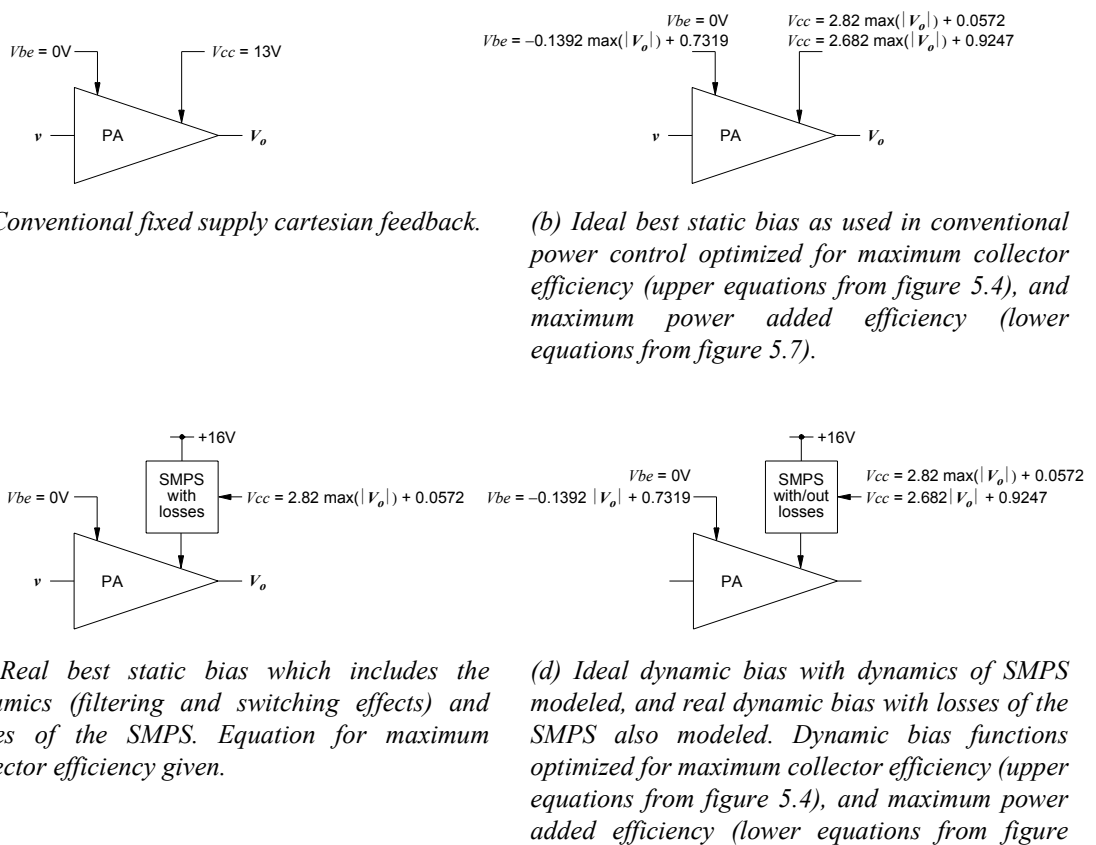 Vbe = 0V
Vcc = 13V
v
PA
Vo
Conventional fixed supply cartesian feedback.
Vbe = 0V
Vbe = −0.1392 max(|Vo|) + 0.7319
Vcc = 2.82 max(|Vo|) + 0.0572
Vcc = 2.682 max(|Vo|) + 0.9247
v
PA
Vo
(b) Ideal best static bias as used in conventional
power control optimized for maximum collector
efficiency (upper equations from figure 5.4), and
maximum power added efficiency (lower
equations from figure 5.7).
+16V
SMPS
with
losses
Vbe = 0V
Vcc = 2.82 max(|Vo|) + 0.0572
v
PA
Vo
Real best static bias which includes the
amics (filtering and switching effects) and
es of the SMPS. Equation for maximum
ector efficiency given.
+16V
SMPS
with/out
losses
Vbe = 0V
Vbe = −0.1392 |Vo| + 0.7319
Vcc = 2.82 max(|Vo|) + 0.0572
Vcc = 2.682|Vo| + 0.9247
PA
(d) Ideal dynamic bias with dynamics of SMPS
modeled, and real dynamic bias with losses of the
SMPS also modeled. Dynamic bias functions
optimized for maximum collector efficiency (upper
equations from figure 5.4), and maximum power
added efficiency (lower equations from figure